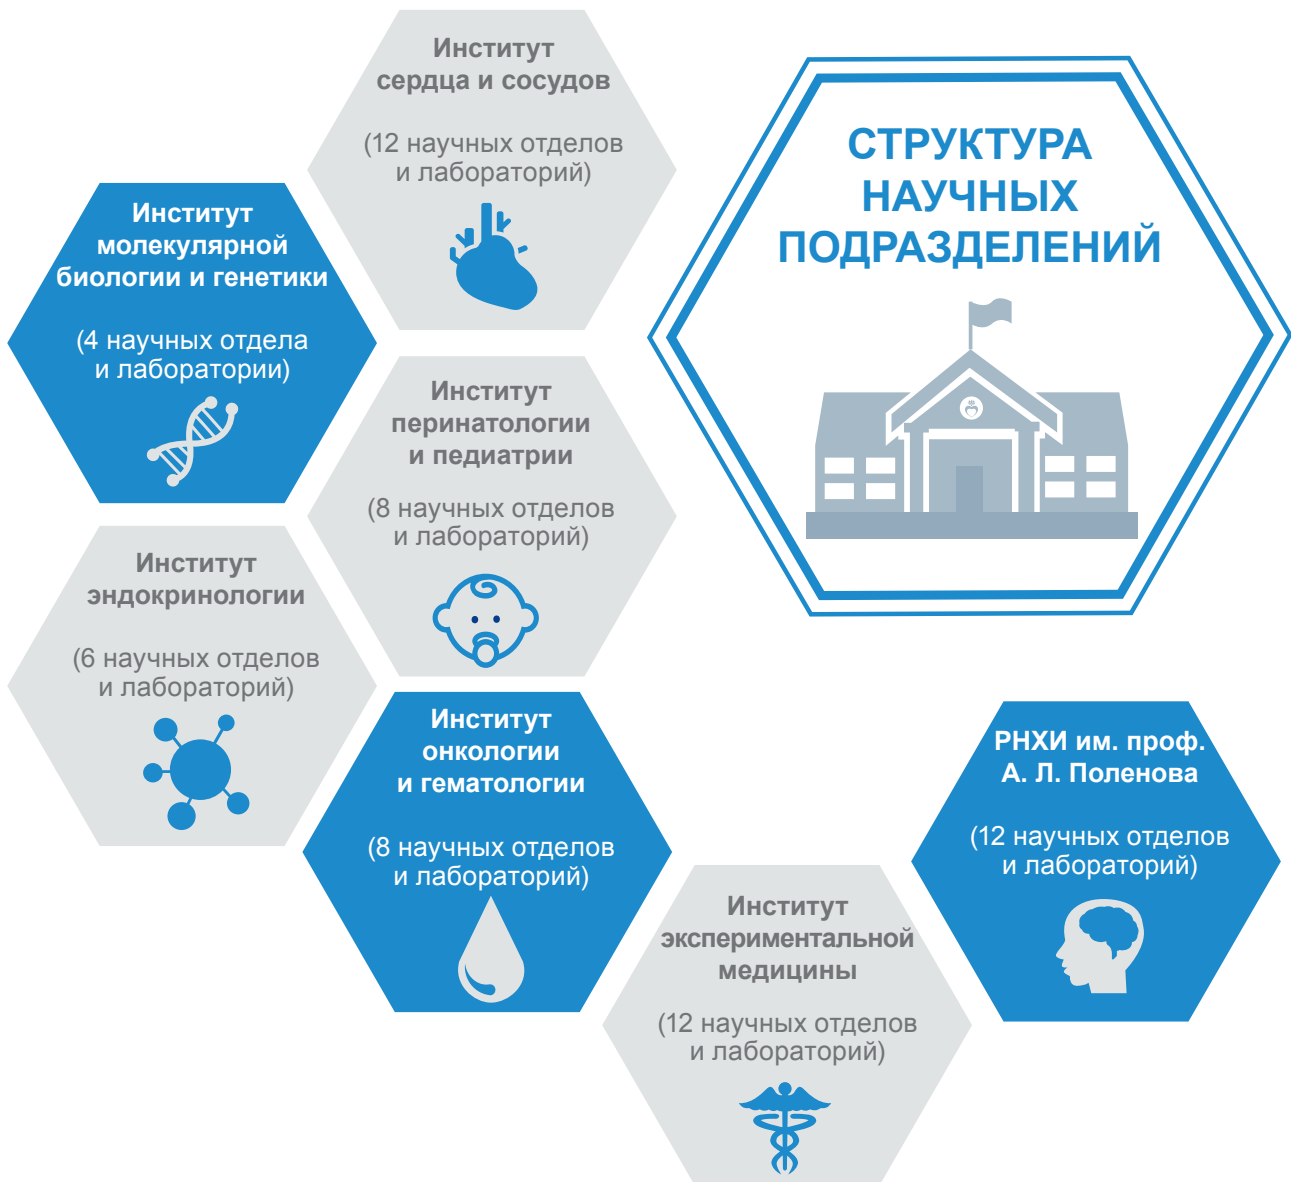 СТРУКТУРА
НАУЧНЫХ
ПОДРАЗДЕЛЕНИЙ
Институт
сердца и сосудов
(12 научных отделов
и лабораторий)
Институт
молекулярной
биологии и генетики
(4 научных отдела
и лаборатории)
Институт
перинатологии
и педиатрии
(8 научных отделов
и лабораторий)
Институт
эндокринологии
(6 научных отделов
и лабораторий)
Институт
онкологии
и гематологии
(8 научных отделов
и лабораторий)
РНХИ им. проф.
А. Л. Поленова
(12 научных отделов
и лабораторий)
Институт
экспериментальной
медицины
(12 научных отделов
и лабораторий)